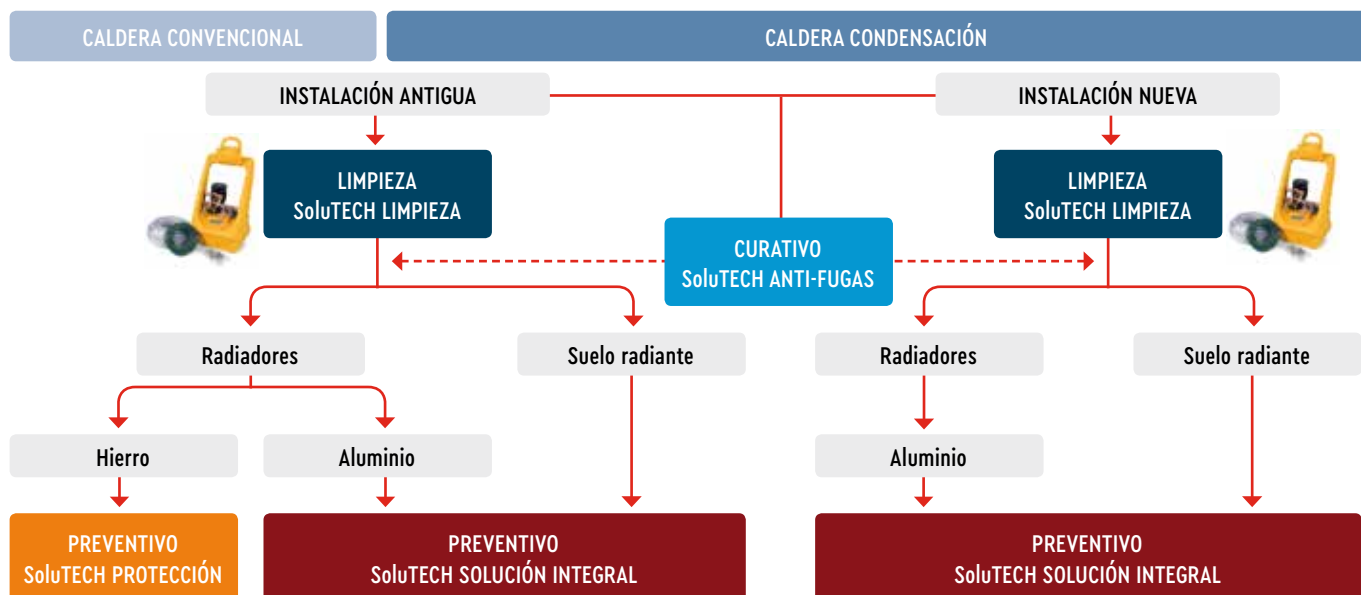 CALDERA CONVENCIONAL
CALDERA CONDENSACIÓN
INSTALACIÓN ANTIGUA
INSTALACIÓN NUEVA
LIMPIEZA
SoluTECH LIMPIEZA
LIMPIEZA
SoluTECH LIMPIEZA
CURATIVO
SoluTECH ANTI-FUGAS
Radiadores
Suelo radiante
Radiadores
Suelo radiante
Hierro
Aluminio
Aluminio
PREVENTIVO
SoluTECH PROTECCIÓN
PREVENTIVO
SoluTECH SOLUCIÓN INTEGRAL
PREVENTIVO
SoluTECH SOLUCIÓN INTEGRAL